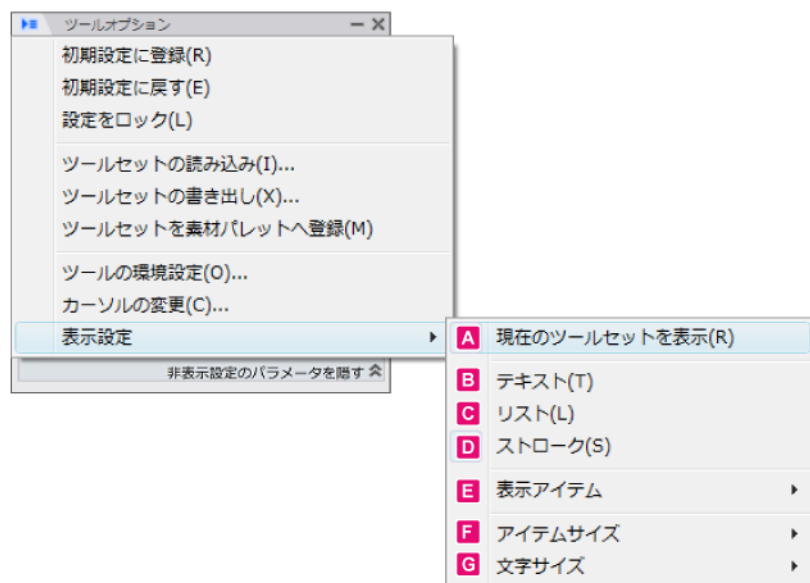 ツールオプション
初期設定に登録(R)
初期設定に戻す(E)
設定をロック(L)
ツールセットの読み込み(I)...
ツールセットの書き出し(X)...
ツールセットを素材パレットへ登録(M)
ツールの環境設定(O)...
カーソルの変更(C)...
表示設定
A 現在のツールセットを表示(R)
非表示設定のパラメータを隠す
B テキスト(T)
C リスト(L)
D ストローク(S)
E 表示アイテム
F アイテムサイズ
G 文字サイズ